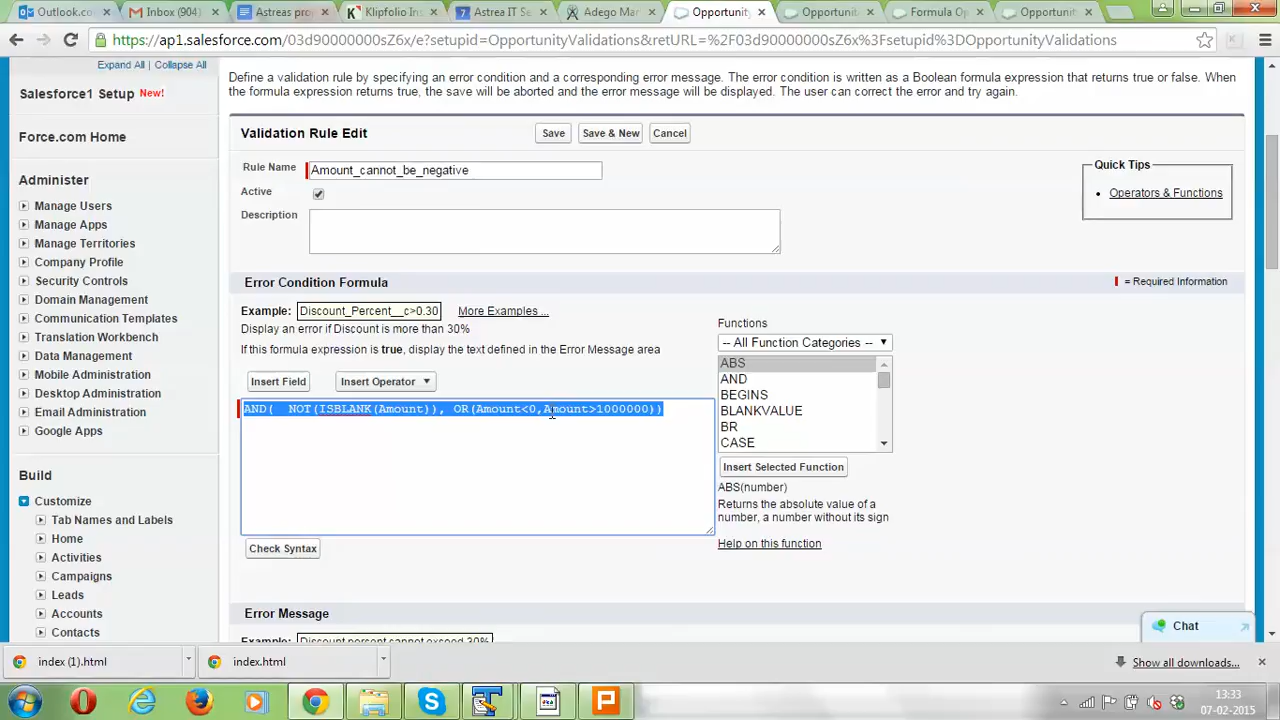 Outlook.co
Inbox (904)
Astreas pro
Klipfolio Ins
Astrea IT Se
Adego Mar
Opportunity
Opportunit
Formula Op
Opportunit
https://ap1.salesforce.com/03d90000000sZ6x/e?setupid=OpportunityValidations&retURL=%2F03d90000000sZ6x%3Fsetupid%3DOpportunityValidations
Expand All | Collapse All
Salesforce1 Setup New!
Force.com Home
Administer
Manage Users
Manage Apps
Manage Territories
Company Profile
Security Controls
Domain Management
Communication Templates
Translation Workbench
Data Management
Mobile Administration
Desktop Administration
Email Administration
Google Apps
Build
Customize
Tab Names and Labels
Home
Activities
Campaigns
Leads
Accounts
Contacts
Define a validation rule by specifying an error condition and a corresponding error message. The error condition is written as a Boolean formula expression that returns true or false. When
the formula expression returns true, the save will be aborted and the error message will be displayed. The user can correct the error and try again.
Validation Rule Edit
Save
Save & New
Cancel
Rule Name
Amount_cannot_be_negative
Active
Description
Quick Tips
• Operators & Functions
Error Condition Formula
= Required Information
Example: Discount_Percent__c>0.30 More Examples ...
Display an error if Discount is more than 30%
If this formula expression is true, display the text defined in the Error Message area
Insert Field
Insert Operator
AND(  NOT(ISBLANK(Amount)), OR(Amount<0,Amount>1000000))
Check Syntax
Functions
-- All Function Categories --
ABS
AND
BEGINS
BLANKVALUE
BR
CASE
Insert Selected Function
ABS(number)
Returns the absolute value of a
number, a number without its sign
Help on this function
Error Message
Example: Discount percent cannot exceed 30%
Chat
index (1).html
index.html
Show all downloads...
13:33
07-02-2015